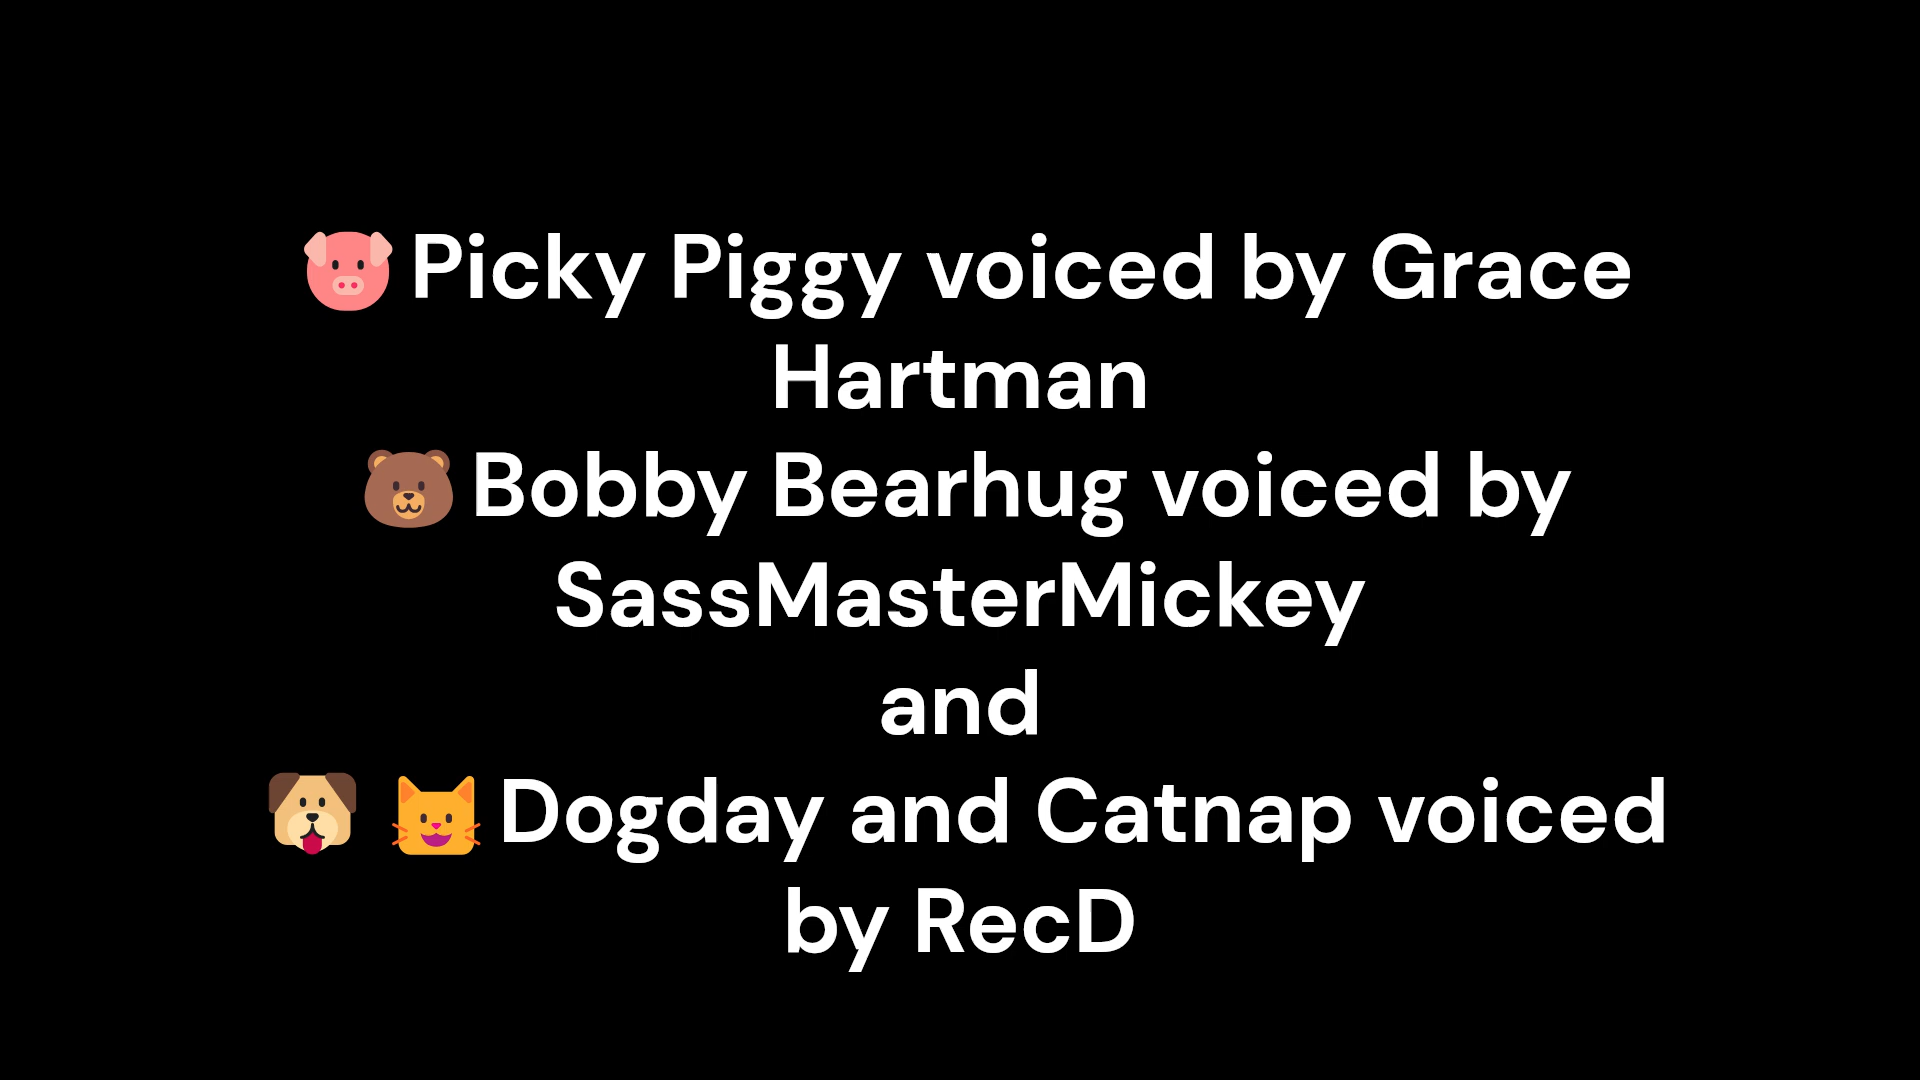 🐷 Picky Piggy voiced by Grace
Hartman
🐻 Bobby Bearhug voiced by
SassMasterMickey
and
🐶 😺 Dogday and Catnap voiced
by RecD